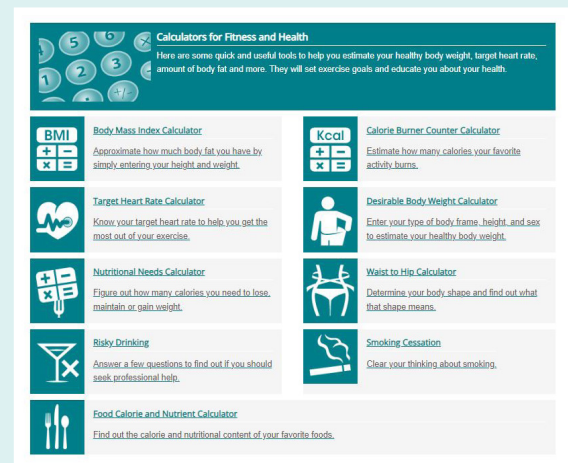 Calculators for Fitness and Health
Here are some quick and useful tools to help you estimate your healthy body weight, target heart rate,
amount of body fat and more. They will set exercise goals and educate you about your health.
5 6 ×
2 3
1 2
+/-
BMI
Body Mass Index Calculator
Approximate how much body fat you have by
simply entering your height and weight.
Kcal
Calorie Burner Counter Calculator
Estimate how many calories your favorite
activity burns.
Target Heart Rate Calculator
Know your target heart rate to help you get the
most out of your exercise.
Desirable Body Weight Calculator
Enter your type of body frame, height, and sex
to estimate your healthy body weight.
Nutritional Needs Calculator
Figure out how many calories you need to lose,
maintain or gain weight.
Waist to Hip Calculator
Determine your body shape and find out what
that shape means.
Risky Drinking
Answer a few questions to find out if you should
seek professional help.
Smoking Cessation
Clear your thinking about smoking.
Food Calorie and Nutrient Calculator
Find out the calorie and nutritional content of your favorite foods.